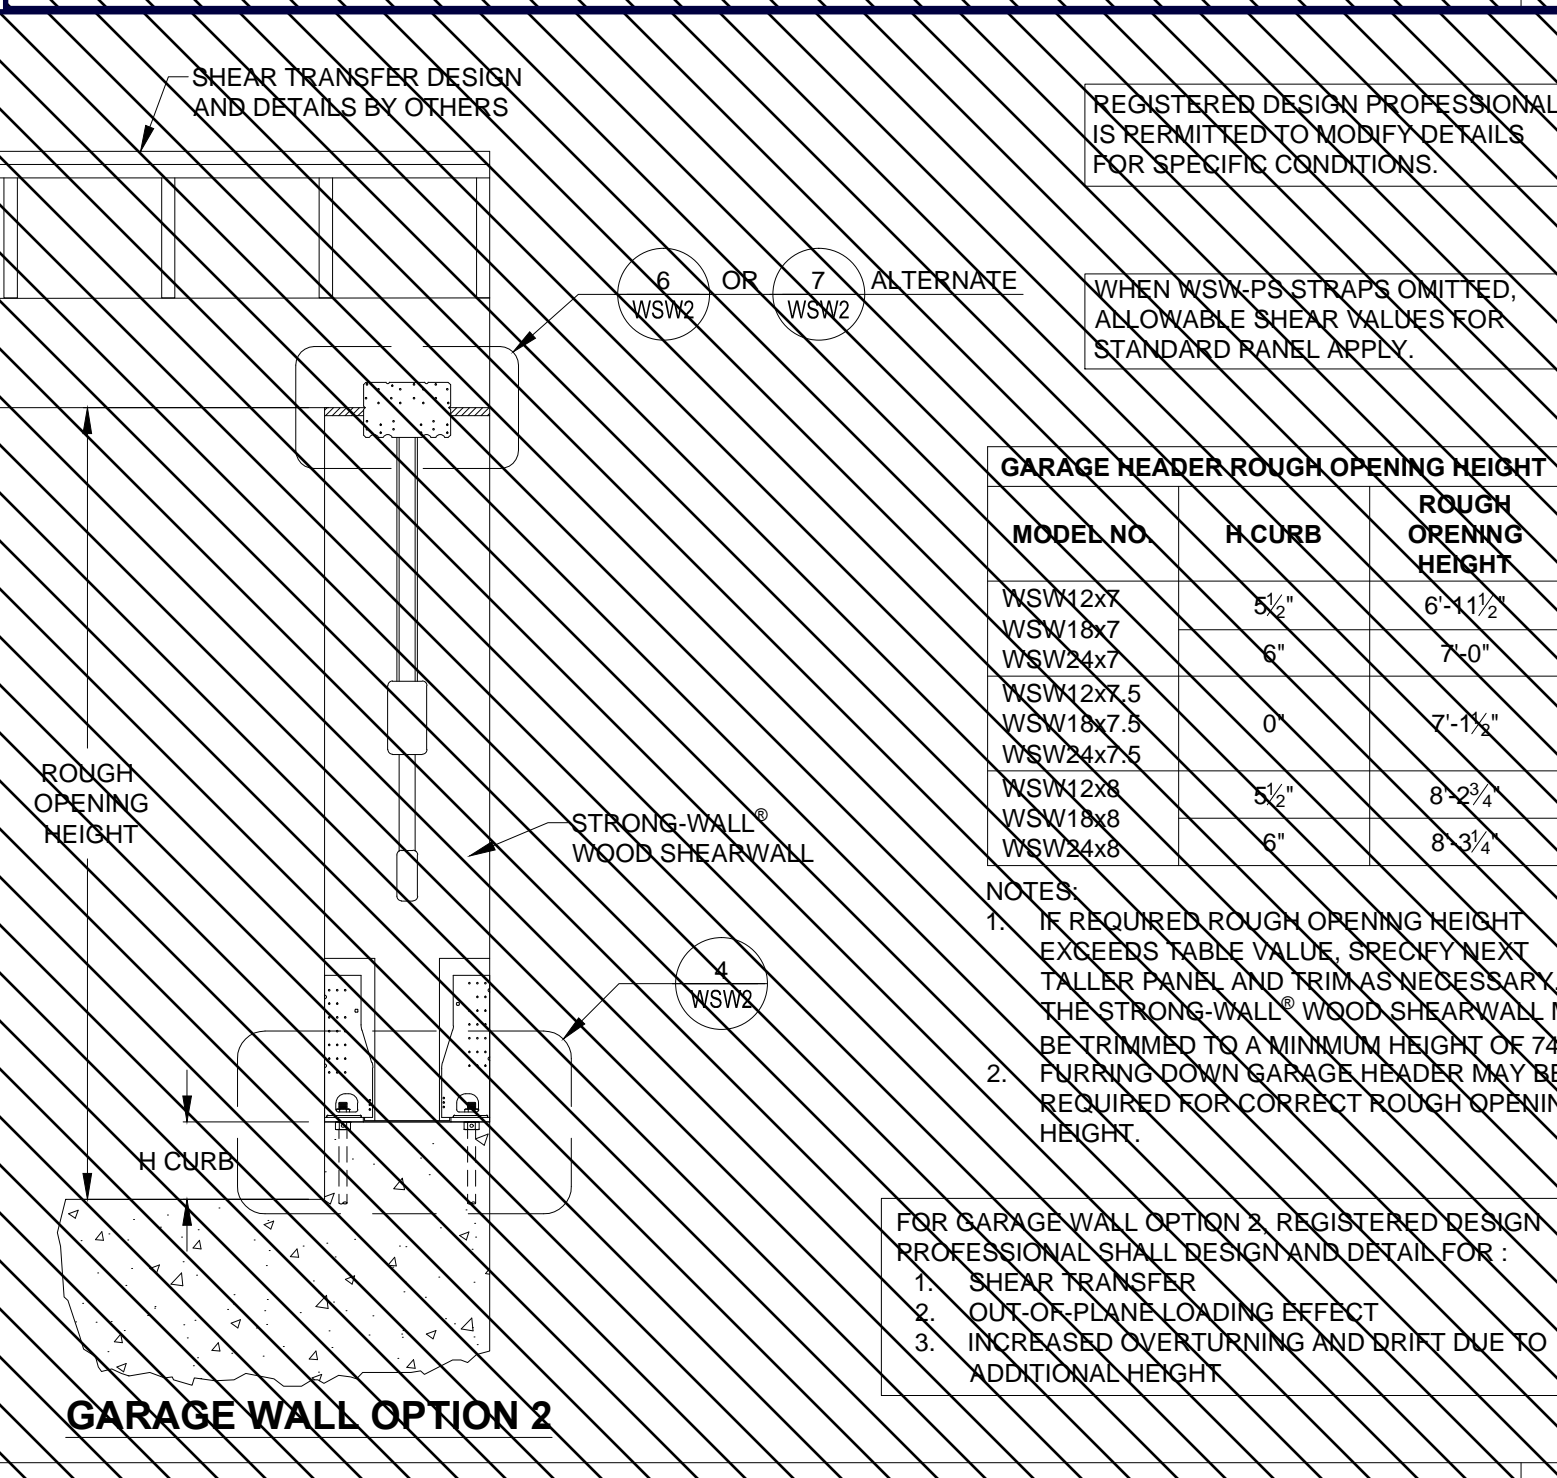 SHEAR TRANSFER DESIGN
AND DETAILS BY OTHERS
REGISTERED DESIGN PROFESSIONAL
IS PERMITTED TO MODIFY DETAILS
FOR SPECIFIC CONDITIONS.
6
WSW2
OR
7
WSW2
ALTERNATE
WHEN WSW-PS STRAPS OMITTED,
ALLOWABLE SHEAR VALUES FOR
STANDARD PANEL APPLY.
ROUGH
OPENING
HEIGHT
STRONG-WALL®
WOOD SHEARWALL
4
WSW2
H CURB
GARAGE HEADER ROUGH OPENING HEIGHT
MODEL NO.
H CURB
ROUGH
OPENING
HEIGHT
WSW12x7
WSW18x7
WSW24x7
5½"
6'-11½"
6"
7'-0"
WSW12x7.5
WSW18x7.5
WSW24x7.5
0"
7'-1½"
WSW12x8
WSW18x8
WSW24x8
5½"
8'-2¾"
6"
8'-3¼"
NOTES:
1. IF REQUIRED ROUGH OPENING HEIGHT
EXCEEDS TABLE VALUE, SPECIFY NEXT
TALLER PANEL AND TRIM AS NECESSARY.
THE STRONG-WALL® WOOD SHEARWALL
BE TRIMMED TO A MINIMUM HEIGHT OF 74
2. FURRING DOWN GARAGE HEADER MAY BE
REQUIRED FOR CORRECT ROUGH OPENIN
HEIGHT.
FOR GARAGE WALL OPTION 2, REGISTERED DESIGN
PROFESSIONAL SHALL DESIGN AND DETAIL FOR :
1. SHEAR TRANSFER
2. OUT-OF-PLANE LOADING EFFECT
3. INCREASED OVERTURNING AND DRIFT DUE TO
ADDITIONAL HEIGHT
GARAGE WALL OPTION 2